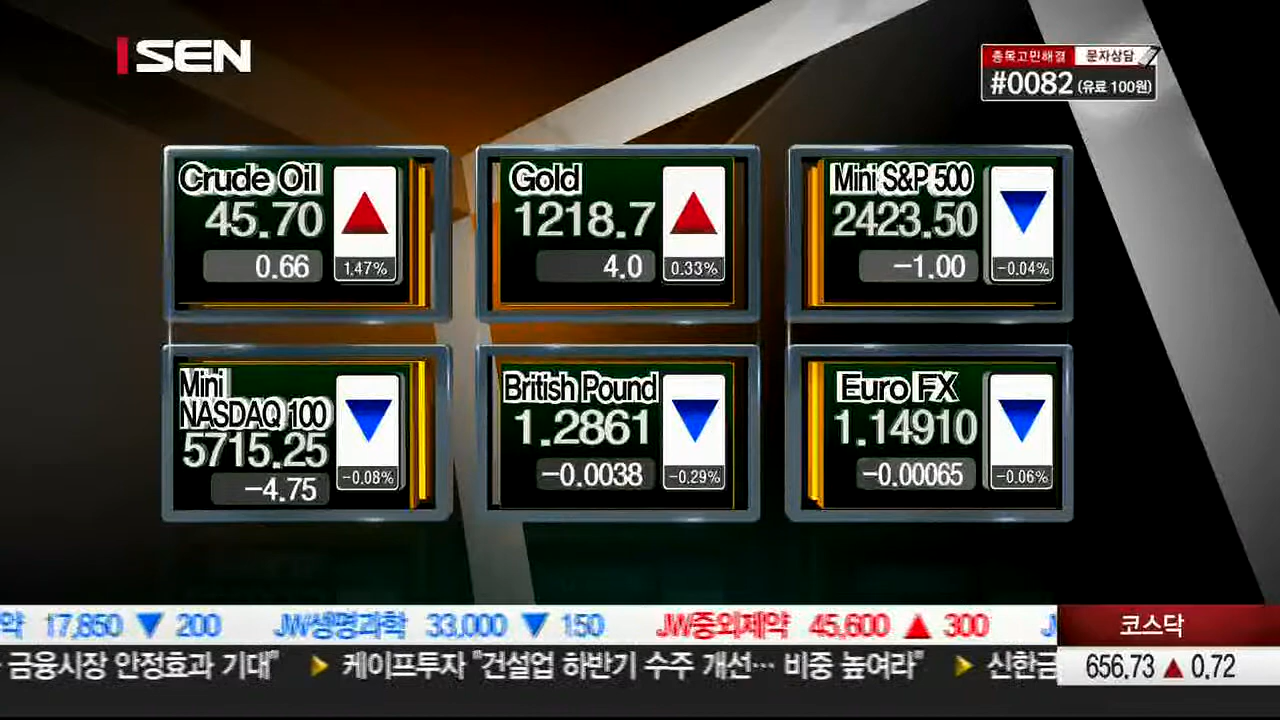 SEN
종목고민해결 문자상담
#0082 (유료 100원)
Crude Oil
45.70
0.66
1.47%
Gold
1218.7
4.0
0.33%
Mini S&P 500
2423.50
-1.00
-0.04%
Mini
NASDAQ 100
5715.25
-4.75
-0.08%
British Pound
1.2861
-0.0038
-0.29%
Euro FX
1.14910
-0.00065
-0.06%
약 17,850 ▼ 200 JW생명과학 33,000 ▼ 150 JW중외제약 45,600 ▲ 300
코스닥
금융시장 안정효과 기대" ▶ 케이프투자 "건설업 하반기 수주 개선… 비중 높여라" ▶ 신한금
656.73 ▲ 0.72